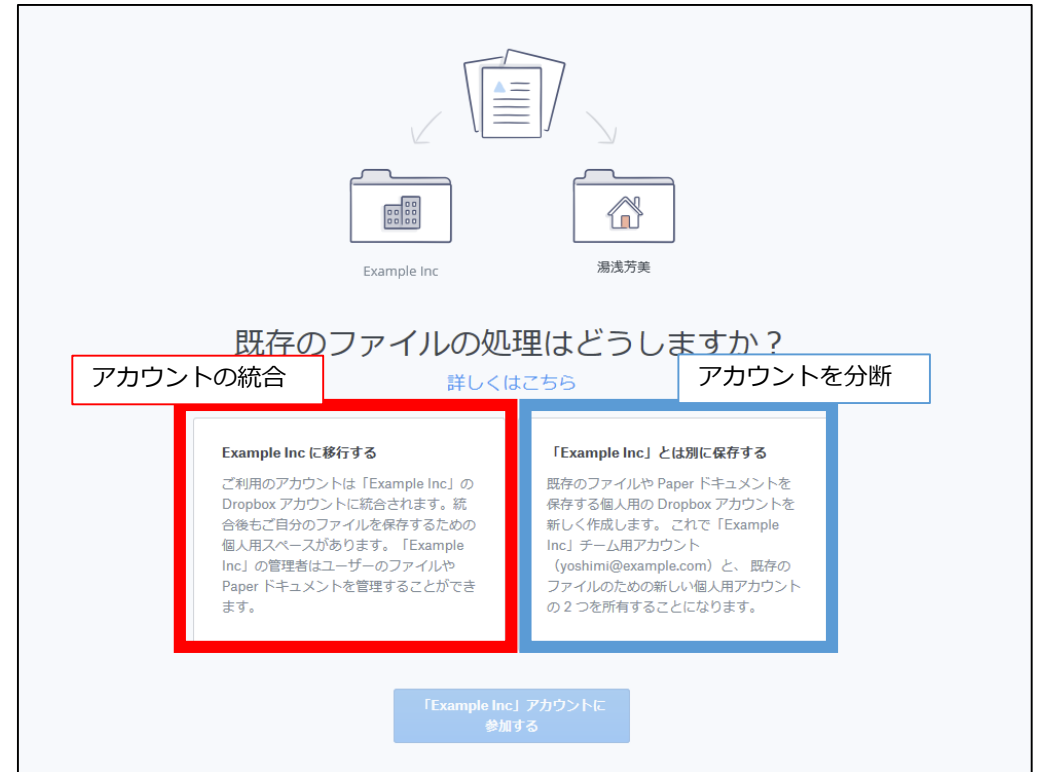 Example Inc
湯浅芳美
既存のファイルの処理はどうしますか？
アカウントの統合
詳しくはこちら
アカウントを分断
Example Inc に移行する
ご利用のアカウントは「Example Inc」の
Dropbox アカウントに統合されます。統
合後もご自分のファイルを保存するための
個人用スペースがあります。「Example
Inc」の管理者はユーザーのファイルや
Paper ドキュメントを管理することができ
ます。
「Example Inc」とは別に保存する
既存のファイルや Paper ドキュメントを
保存する個人用の Dropbox アカウントを
新しく作成します。 これで「Example
Inc」チーム用アカウント
（yoshimi@example.com）と、 既存の
ファイルのための新しい個人用アカウント
の 2 つを所有することになります。
「Example Inc」アカウントに
参加する